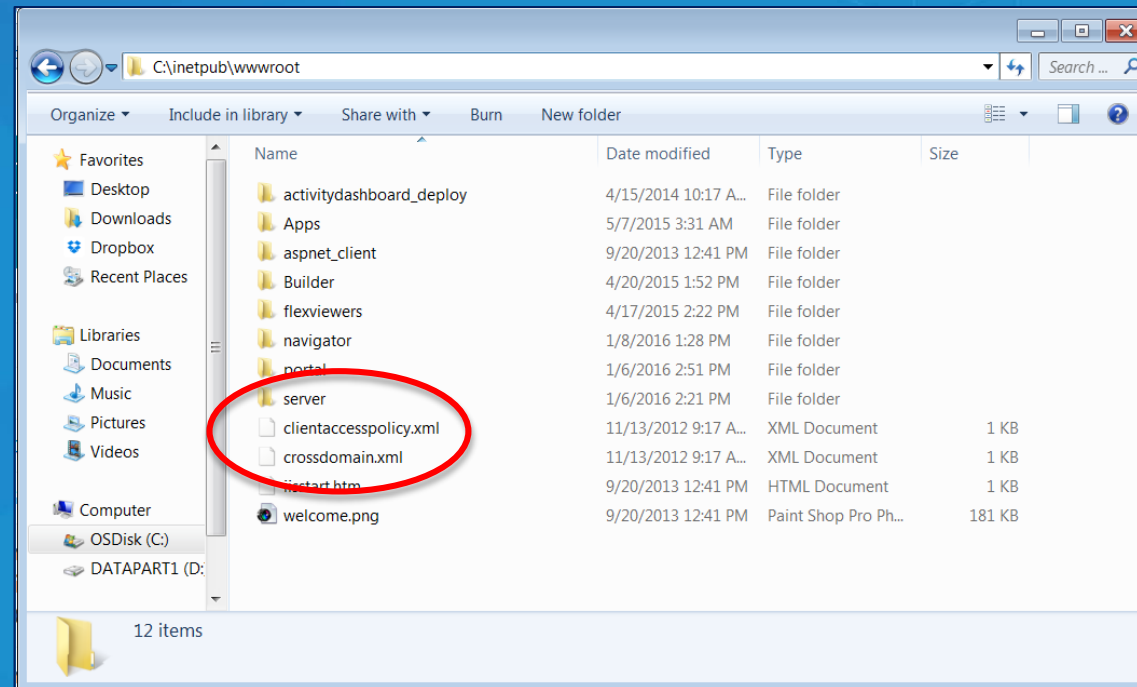 C:\inetpub\wwwroot
Search ...
Organize Include in library Share with Burn New folder
Favorites
Desktop
Downloads
Dropbox
Recent Places
Libraries
Documents
Music
Pictures
Videos
Computer
OSDisk (C:)
DATAPART1 (D:
Name Date modified Type Size
activitydashboard_deploy 4/15/2014 10:17 A... File folder
Apps 5/7/2015 3:31 AM File folder
aspnet_client 9/20/2013 12:41 PM File folder
Builder 4/20/2015 1:52 PM File folder
flexviewers 4/17/2015 2:22 PM File folder
navigator 1/8/2016 1:28 PM File folder
portal 1/6/2016 2:51 PM File folder
server 1/6/2016 2:21 PM File folder
clientaccesspolicy.xml 11/13/2012 9:17 A... XML Document 1 KB
crossdomain.xml 11/13/2012 9:17 A... XML Document 1 KB
iisstart.htm 9/20/2013 12:41 PM HTML Document 1 KB
welcome.png 9/20/2013 12:41 PM Paint Shop Pro Ph... 181 KB
12 items